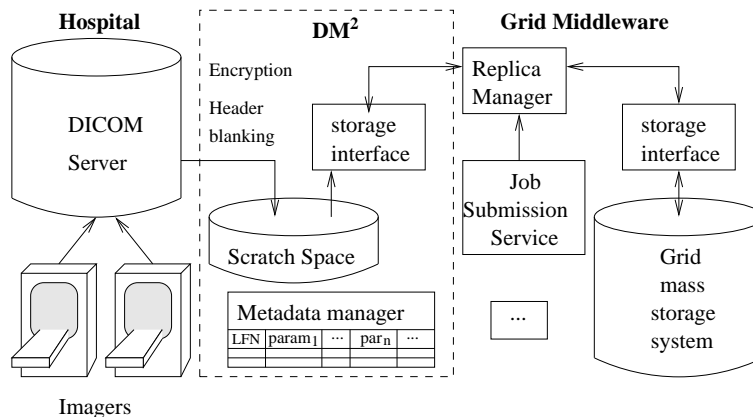 Hospital
DM²
Grid Middleware
DICOM
Server
Encryption
Header
blanking
storage
interface
Replica
Manager
storage
interface
Job
Submission
Service
Scratch Space
Grid
mass
storage
system
Metadata manager
LFN param₁ ... parₙ ...
...
Imagers